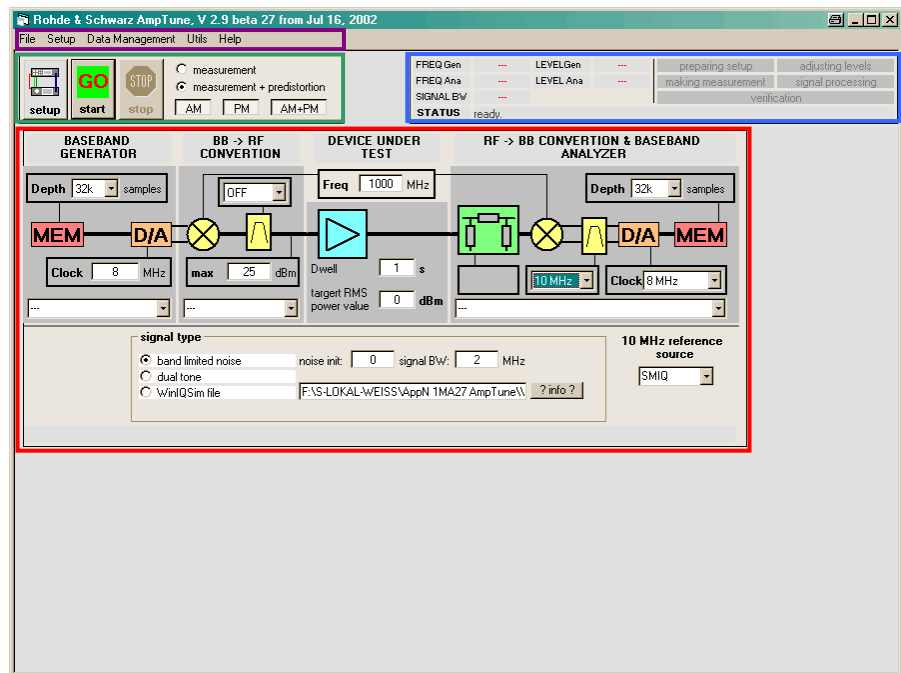 Rohde & Schwarz AmpTune, V 2.9 beta 27 from Jul 16, 2002
File Setup Data Management Utils Help
setup
GO
start
STOP
stop
measurement
measurement + predistortion
AM PM AM+PM
FREQ Gen --- LEVELGen ---
FREQ Ana --- LEVEL Ana ---
SIGNAL BW ---
STATUS ready.
preparing setup adjusting levels
making measurement signal processing
verification
BASEBAND
GENERATOR
BB -> RF
CONVERTION
DEVICE UNDER
TEST
RF -> BB CONVERTION & BASEBAND
ANALYZER
Depth 32k samples
OFF
Freq 1000 MHz
Depth 32k samples
MEM
D/A
D/A
MEM
Clock 8 MHz
max 25 dBm
Dwell 1 s
targert RMS
power value 0 dBm
10 MHz
Clock 8 MHz
---
---
---
signal type
band limited noise
noise init: 0 signal BW: 2 MHz
dual tone
WinIQSim file
F:\S-LOKAL-WEISS\AppN 1MA27 AmpTune\\
? info ?
10 MHz reference
source
SMIQ